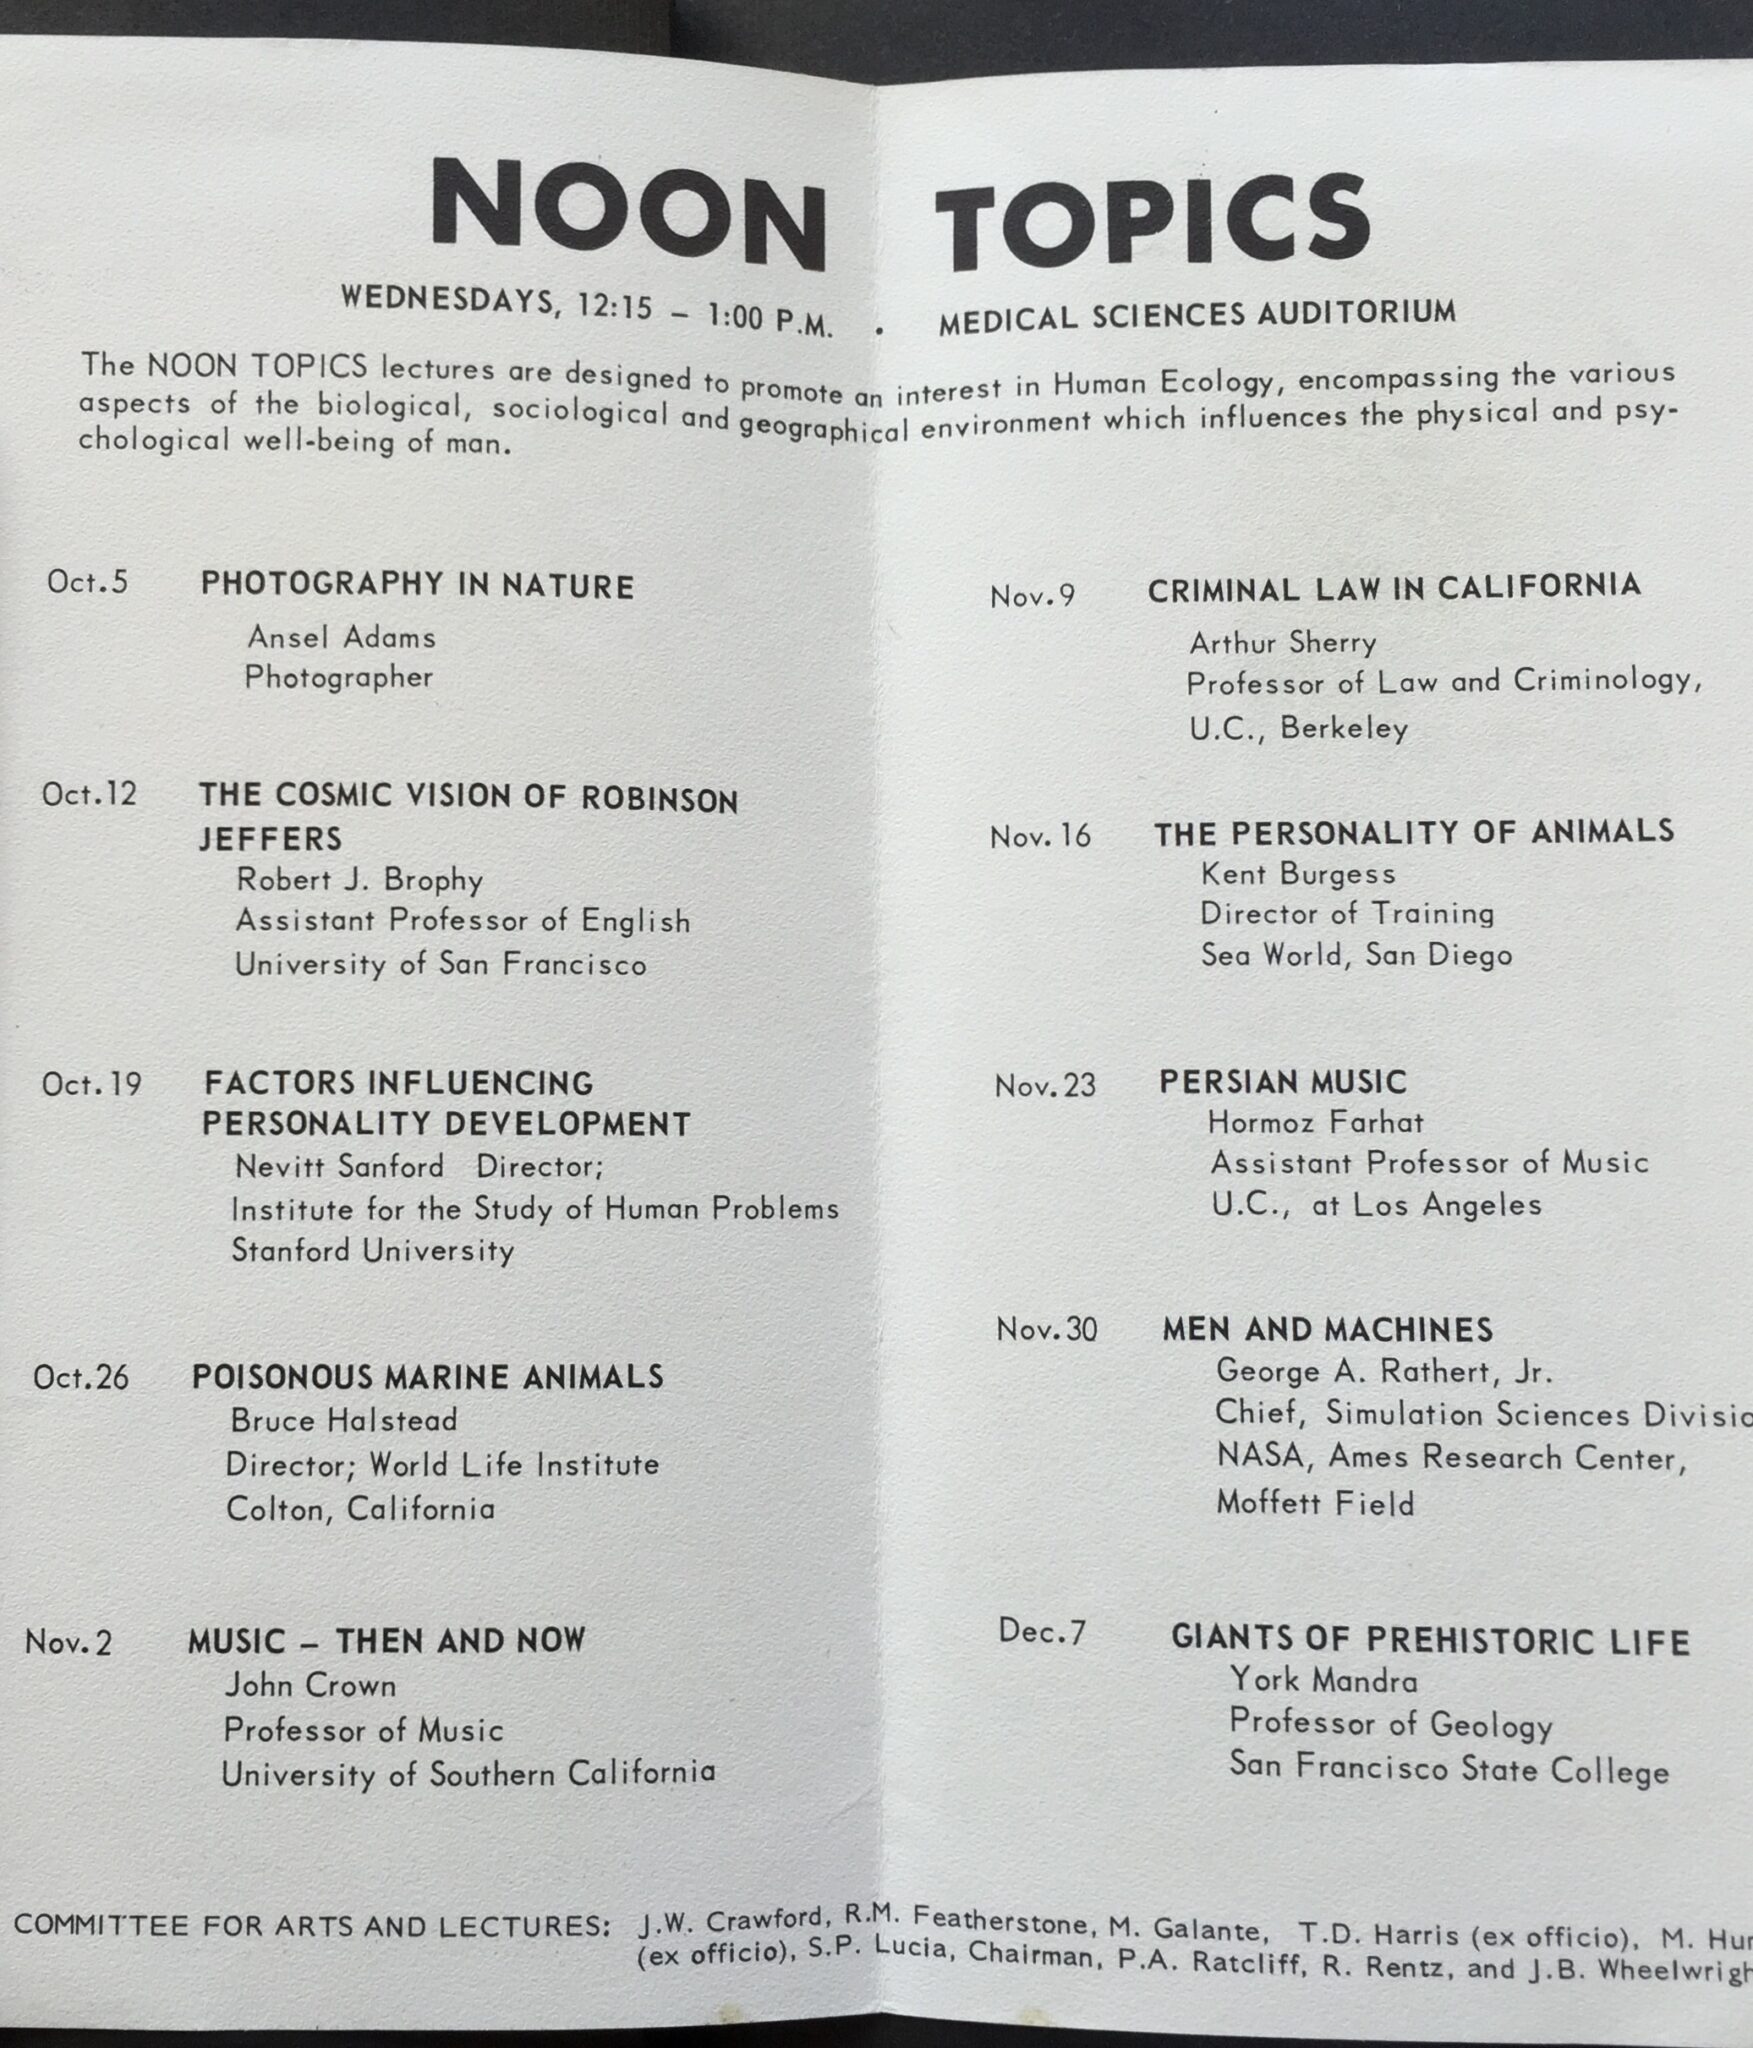 NOON TOPICS
WEDNESDAYS, 12:15 – 1:00 P.M. . MEDICAL SCIENCES AUDITORIUM
The NOON TOPICS lectures are designed to promote an interest in Human Ecology, encompassing the various
aspects of the biological, sociological and geographical environment which influences the physical and psy-
chological well-being of man.
Oct.5 PHOTOGRAPHY IN NATURE
Ansel Adams
Photographer
Oct.12 THE COSMIC VISION OF ROBINSON
JEFFERS
Robert J. Brophy
Assistant Professor of English
University of San Francisco
Oct.19 FACTORS INFLUENCING
PERSONALITY DEVELOPMENT
Nevitt Sanford Director;
Institute for the Study of Human Problems
Stanford University
Oct.26 POISONOUS MARINE ANIMALS
Bruce Halstead
Director; World Life Institute
Colton, California
Nov.2 MUSIC – THEN AND NOW
John Crown
Professor of Music
University of Southern California
Nov.9 CRIMINAL LAW IN CALIFORNIA
Arthur Sherry
Professor of Law and Criminology,
U.C., Berkeley
Nov.16 THE PERSONALITY OF ANIMALS
Kent Burgess
Director of Training
Sea World, San Diego
Nov.23 PERSIAN MUSIC
Hormoz Farhat
Assistant Professor of Music
U.C., at Los Angeles
Nov.30 MEN AND MACHINES
George A. Rathert, Jr.
Chief, Simulation Sciences
NASA, Ames Research Center,
Moffett Field
Dec.7 GIANTS OF PREHISTORIC LIFE
York Mandra
Professor of Geology
San Francisco State College
COMMITTEE FOR ARTS AND LECTURES: J.W. Crawford, R.M. Featherstone, M. Galante, T.D. Harris (ex officio), M.
(ex officio), S.P. Lucia, Chairman, P.A. Ratcliff, R. Rentz, and J.B.